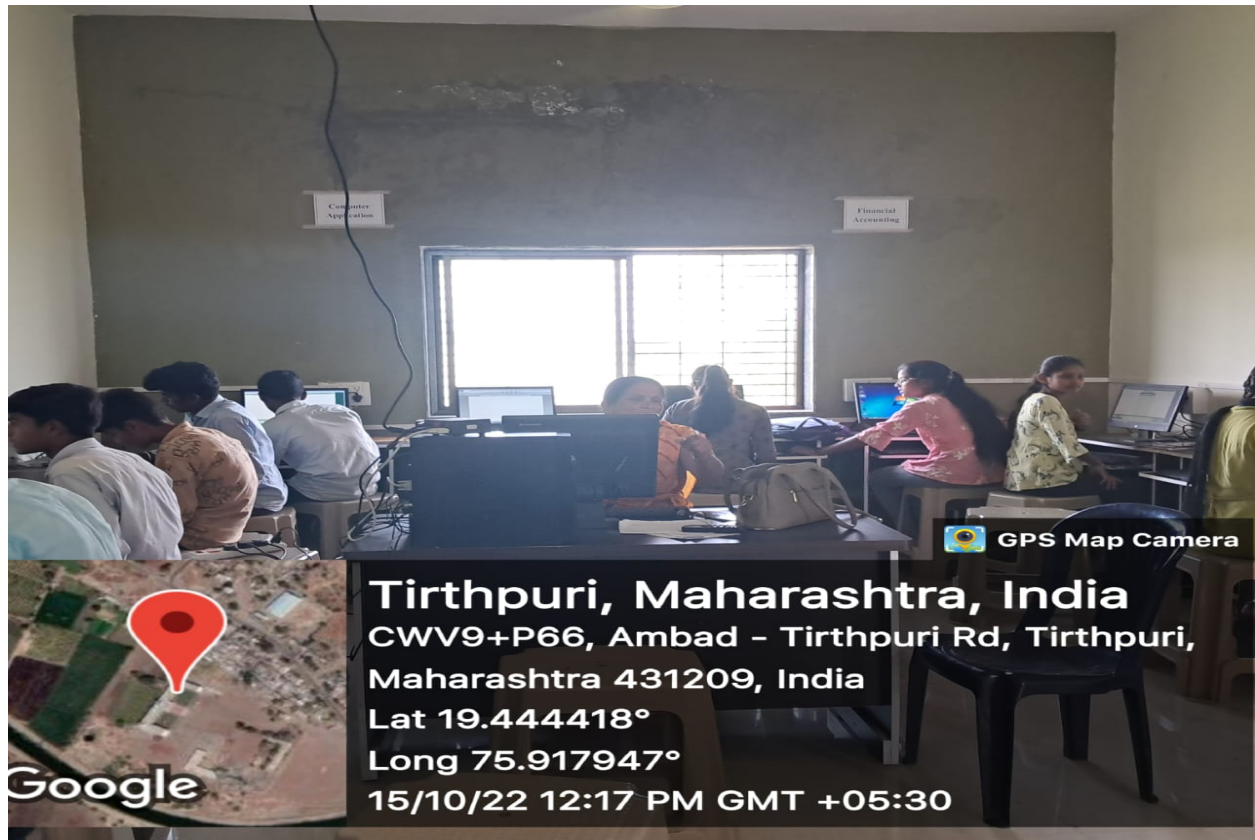 Computer
Application
Financial
Accounting
GPS Map Camera
Tirthpuri, Maharashtra, India
CWV9+P66, Ambad - Tirthpuri Rd, Tirthpuri,
Maharashtra 431209, India
Lat 19.444418°
Long 75.917947°
15/10/22 12:17 PM GMT +05:30
Google